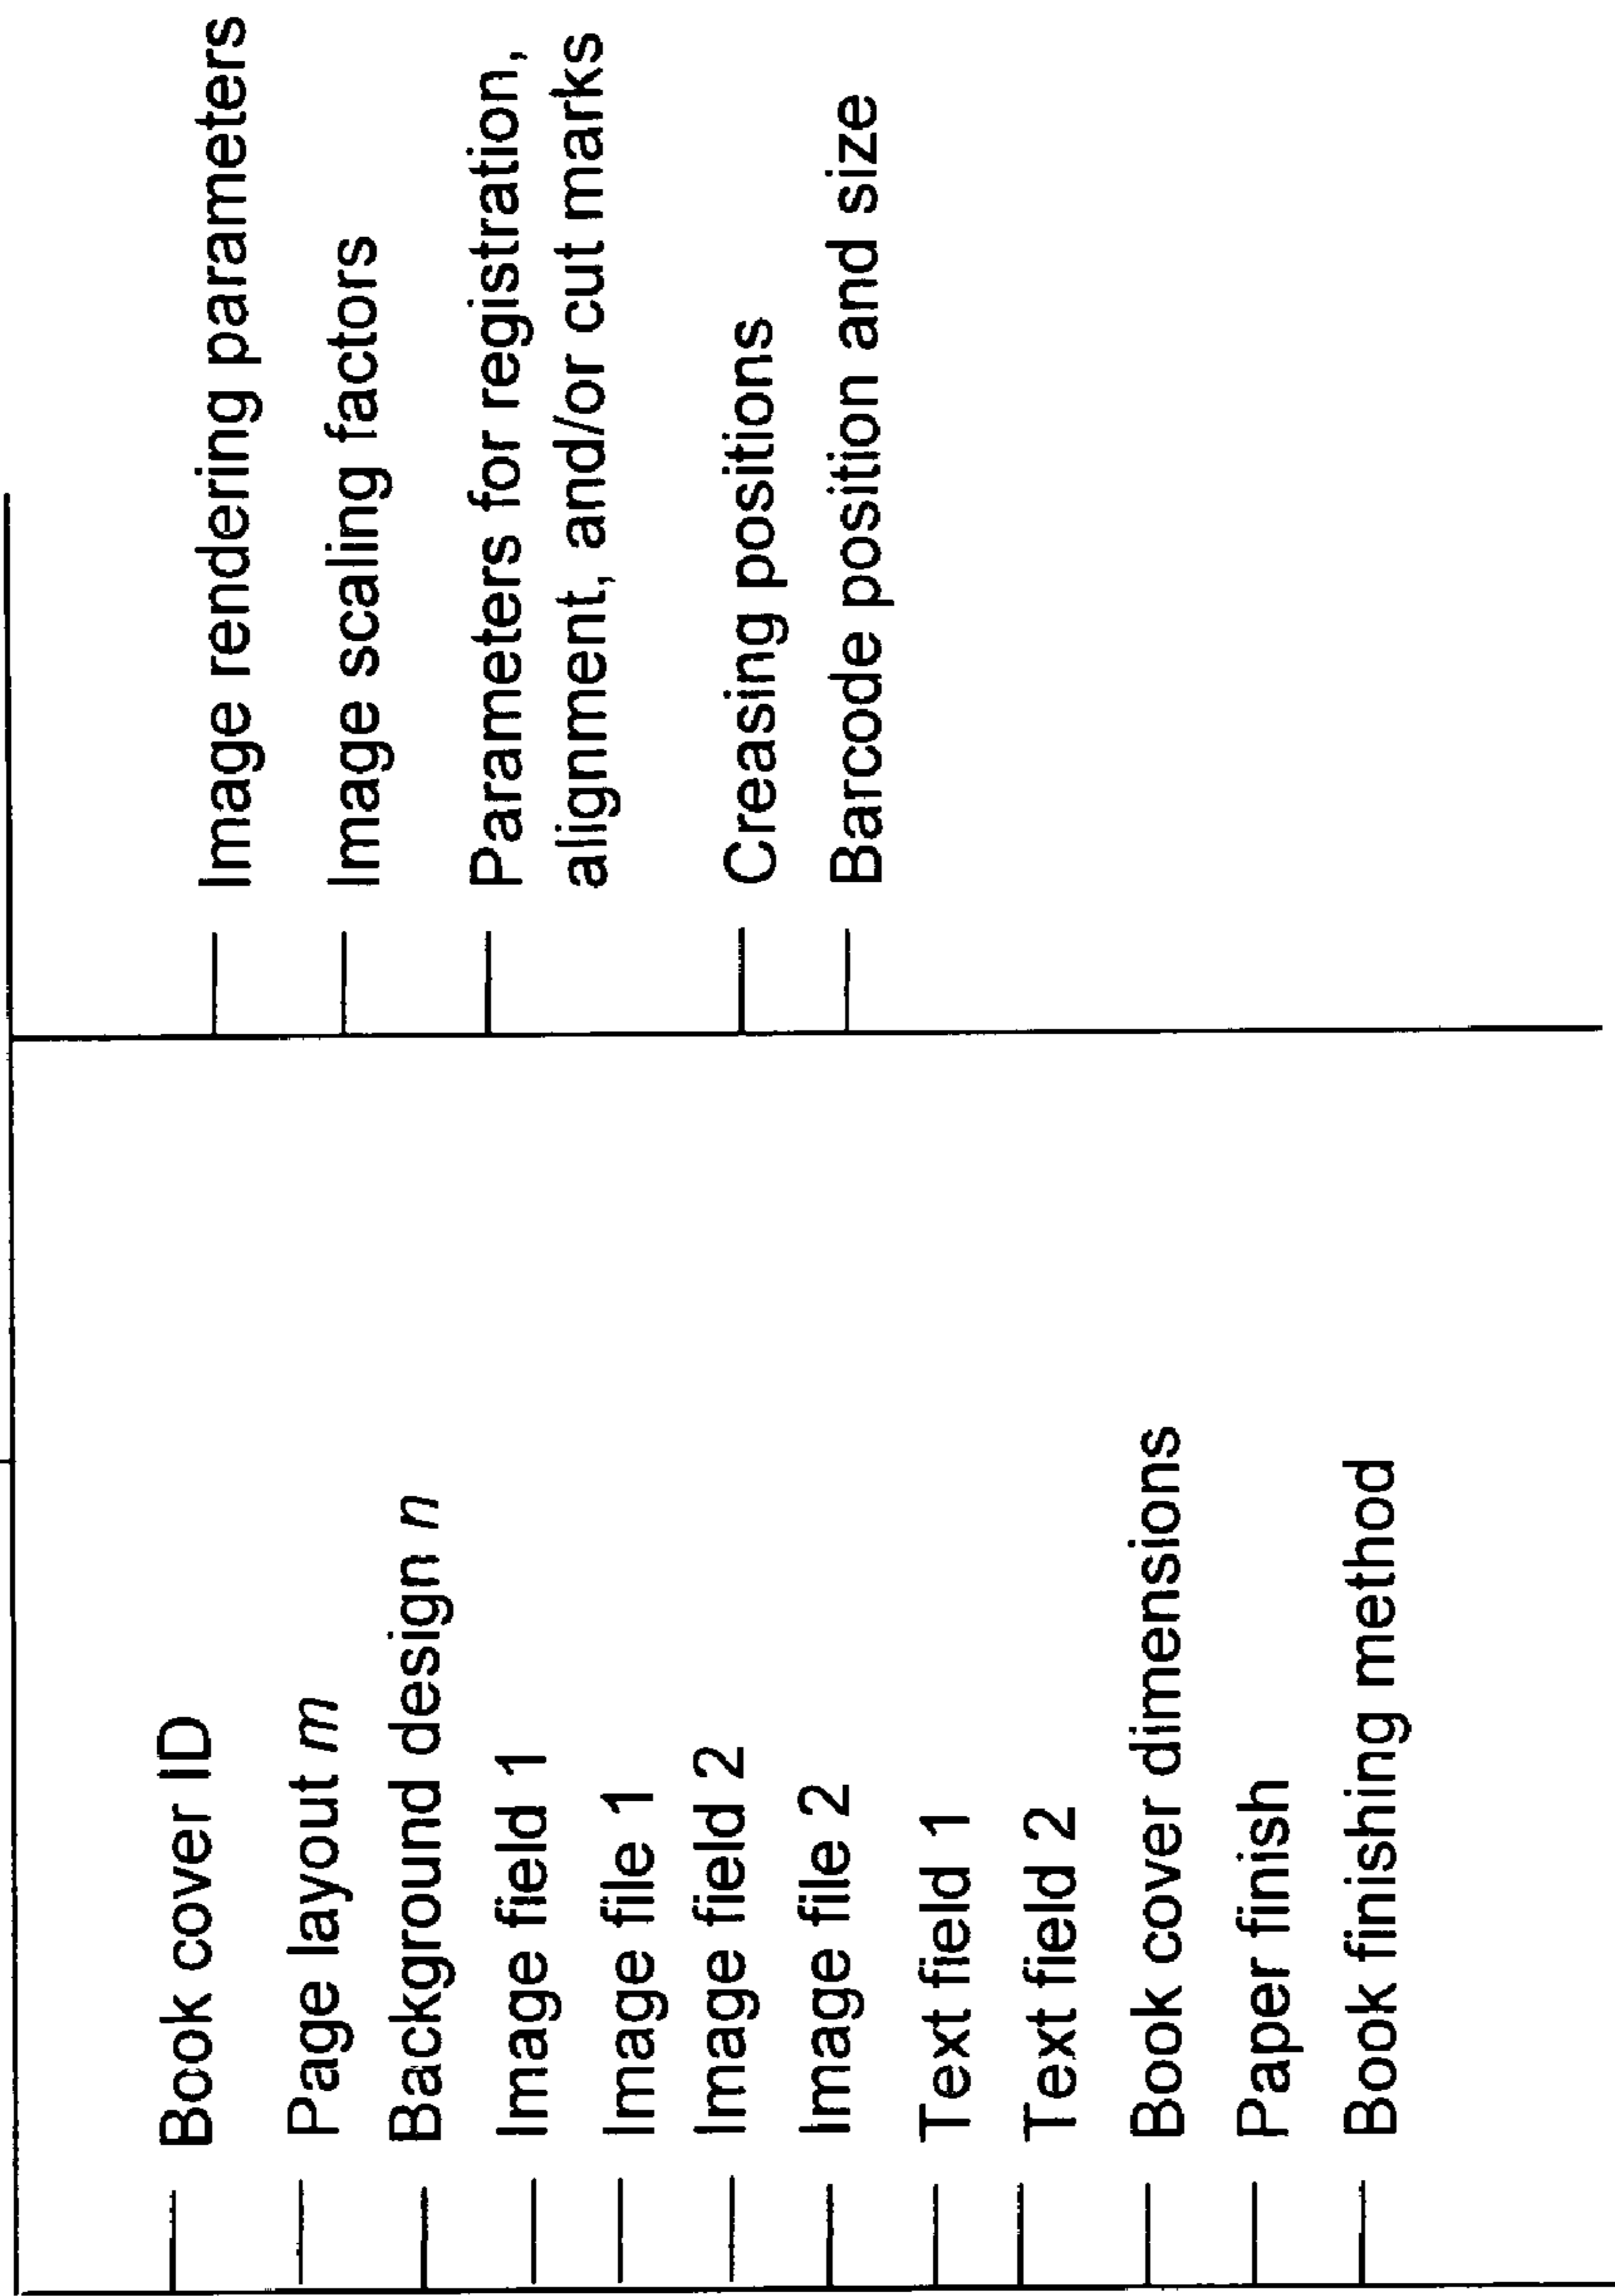 Book cover ID
Page layout m
Background design n
Image field 1
Image file 1
Image field 2
Image file 2
Text field 1
Text field 2
Book cover dimensions
Paper finish
Book finishing method
Image rendering parameters
Image scaling factors
Parameters for registration,
alignment, and/or cut marks
Creasing positions
Barcode position and size